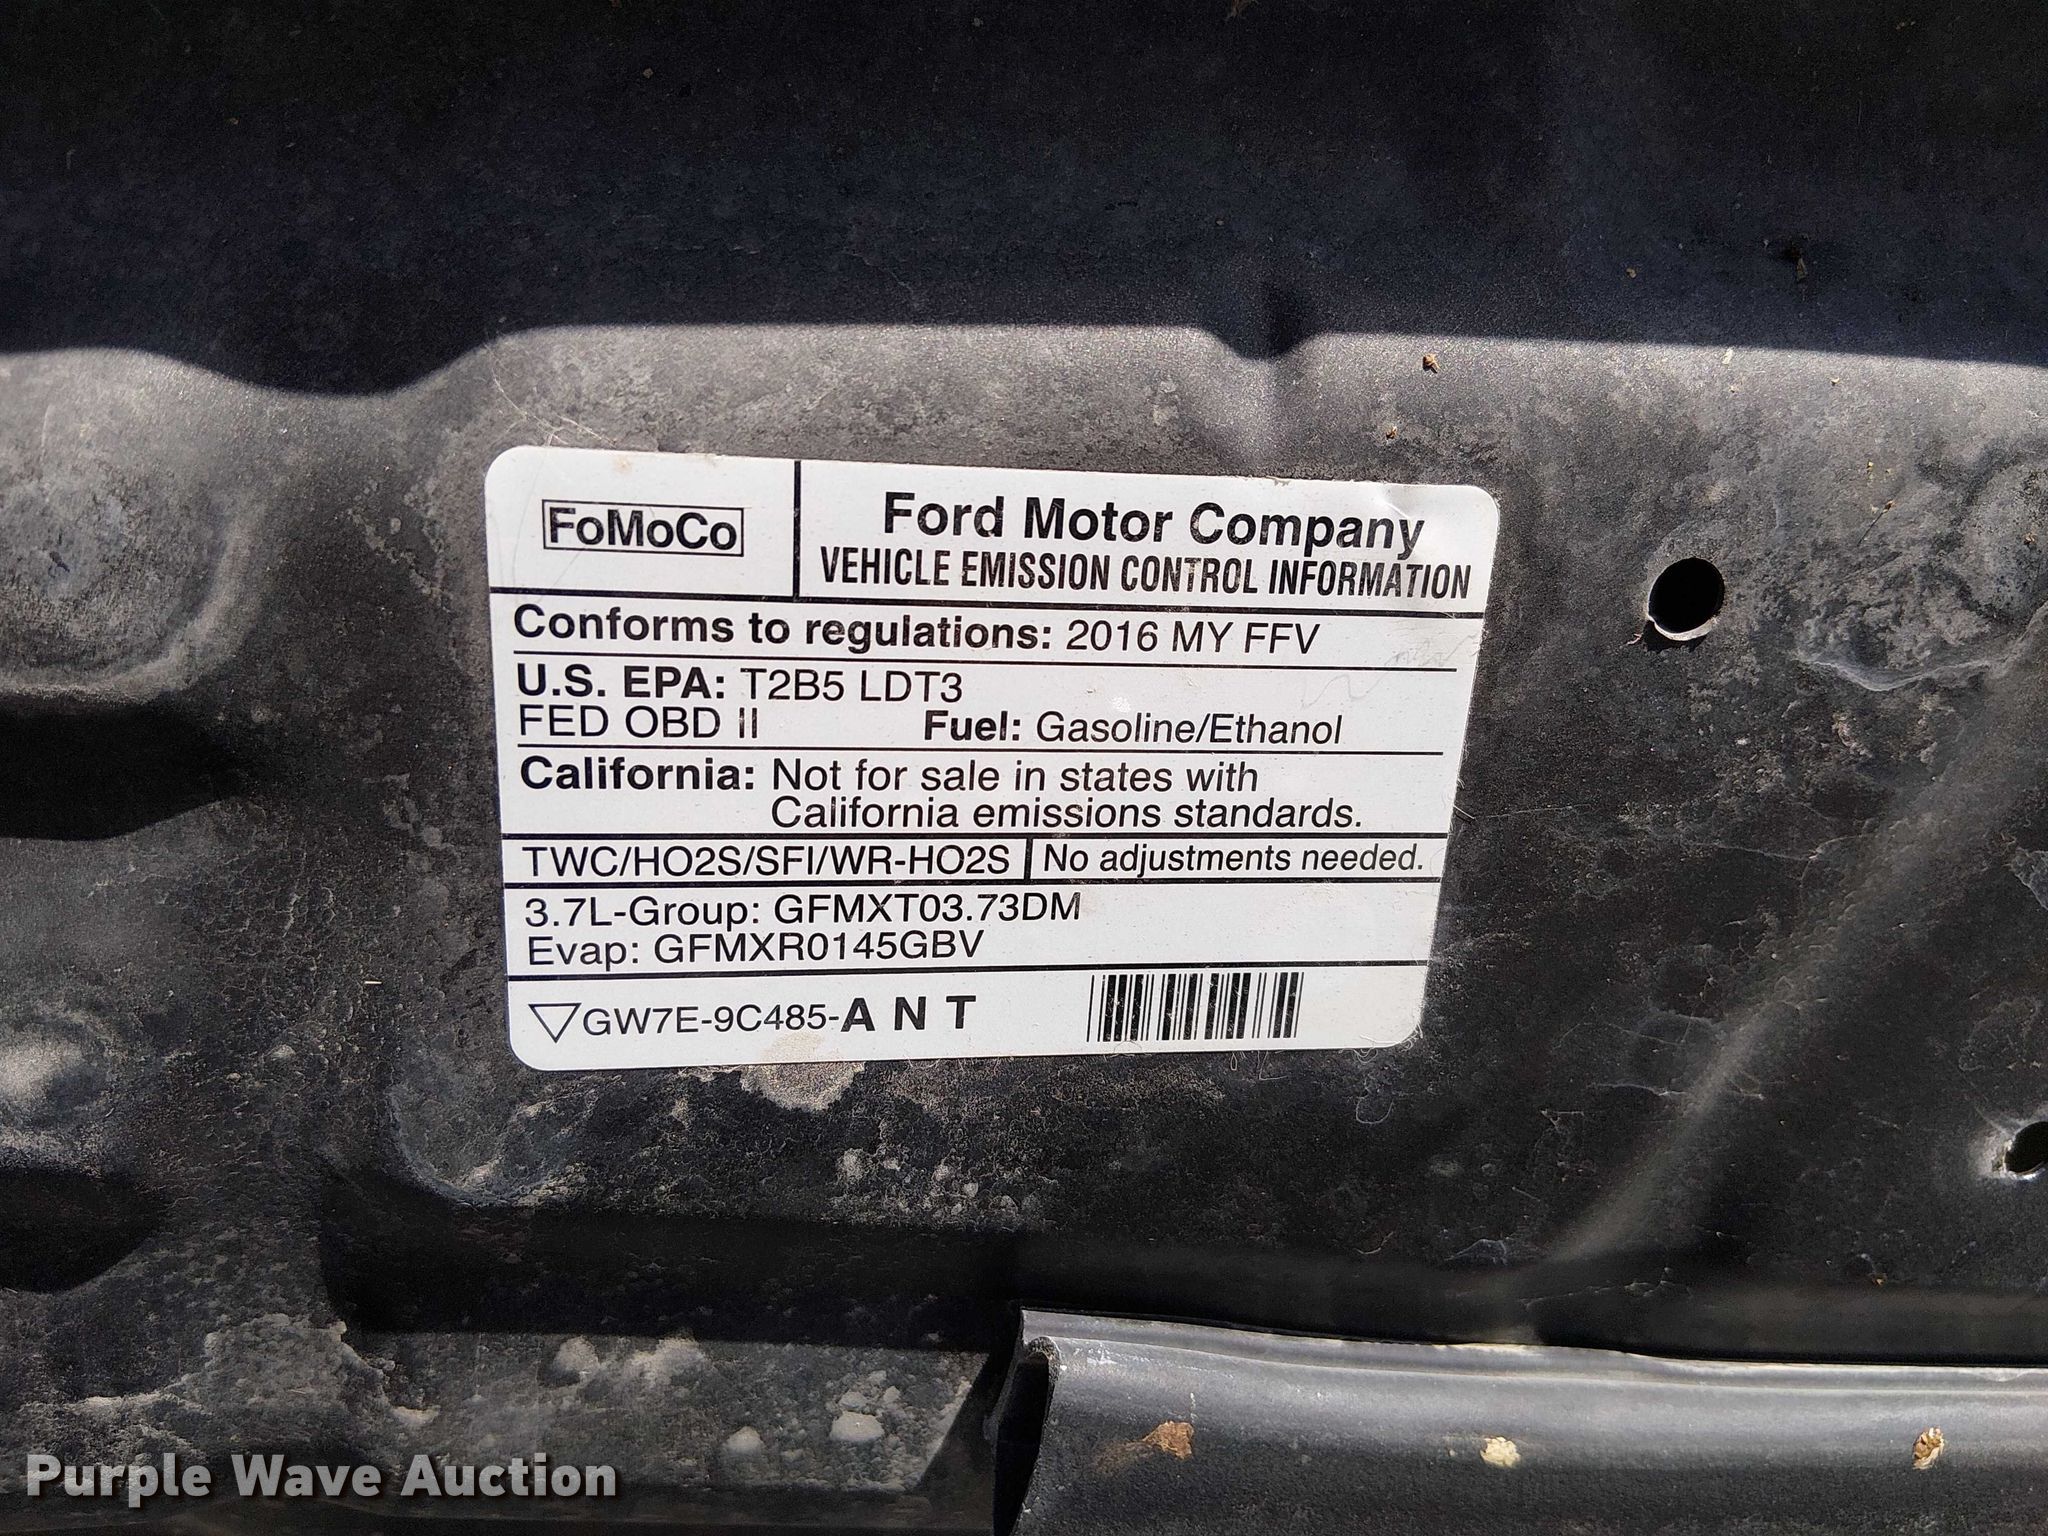 FoMoCo
Ford Motor Company
VEHICLE EMISSION CONTROL INFORMATION
Conforms to regulations: 2016 MY FFV
U.S. EPA: T2B5 LDT3
FED OBD II Fuel: Gasoline/Ethanol
California: Not for sale in states with
California emissions standards.
TWC/HO2S/SFI/WR-HO2S No adjustments needed.
3.7L-Group: GFMXT03.73DM
Evap: GFMXR0145GBV
GW7E-9C485-A N T
Purple Wave Auction